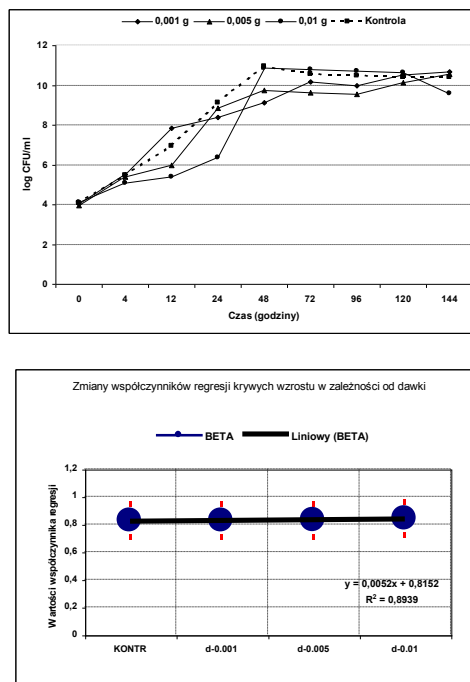 0,001 g 0,005 g 0,01 g Kontrola
12
10
8
6
4
2
0
log CFU/ml
0 4 12 24 48 72 96 120 144
Czas (godziny)
Zmiany współczynników regresji krywych wzrostu w zależności od dawki
BETA Liniowy (BETA)
1,2
1
0,8
0,6
0,4
0,2
0
Wartości współczynnika regresji
y = 0,0052x + 0,8152
R² = 0,8939
KONTR d-0.001 d-0.005 d-0.01